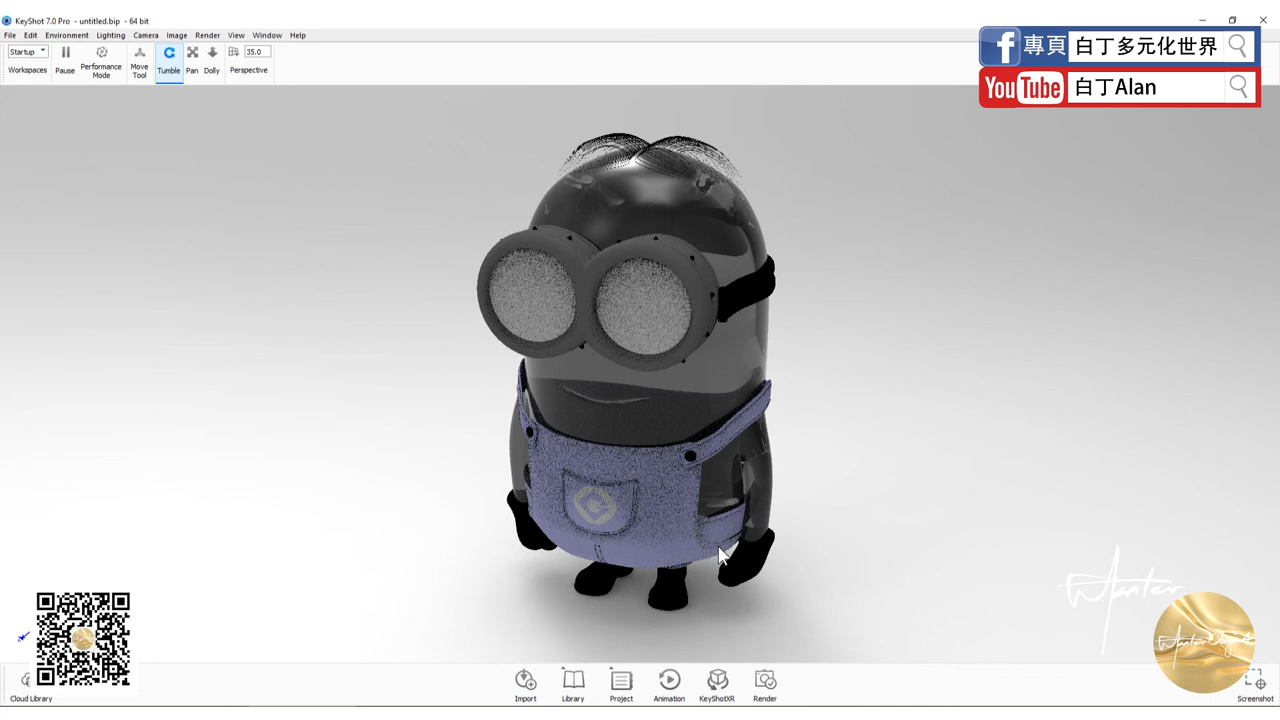 KeyShot 7.0 Pro - untitled.bip - 64 bit
File Edit Environment Lighting Camera Image Render View Window Help
Startup
35.0
Workspaces Pause Performance Mode Move Tool Tumble Pan Dolly Perspective
f 專頁 白丁多元化世界
YouTube 白丁Alan
Cloud Library Import Library Project Animation KeyShotXR Render Screenshot